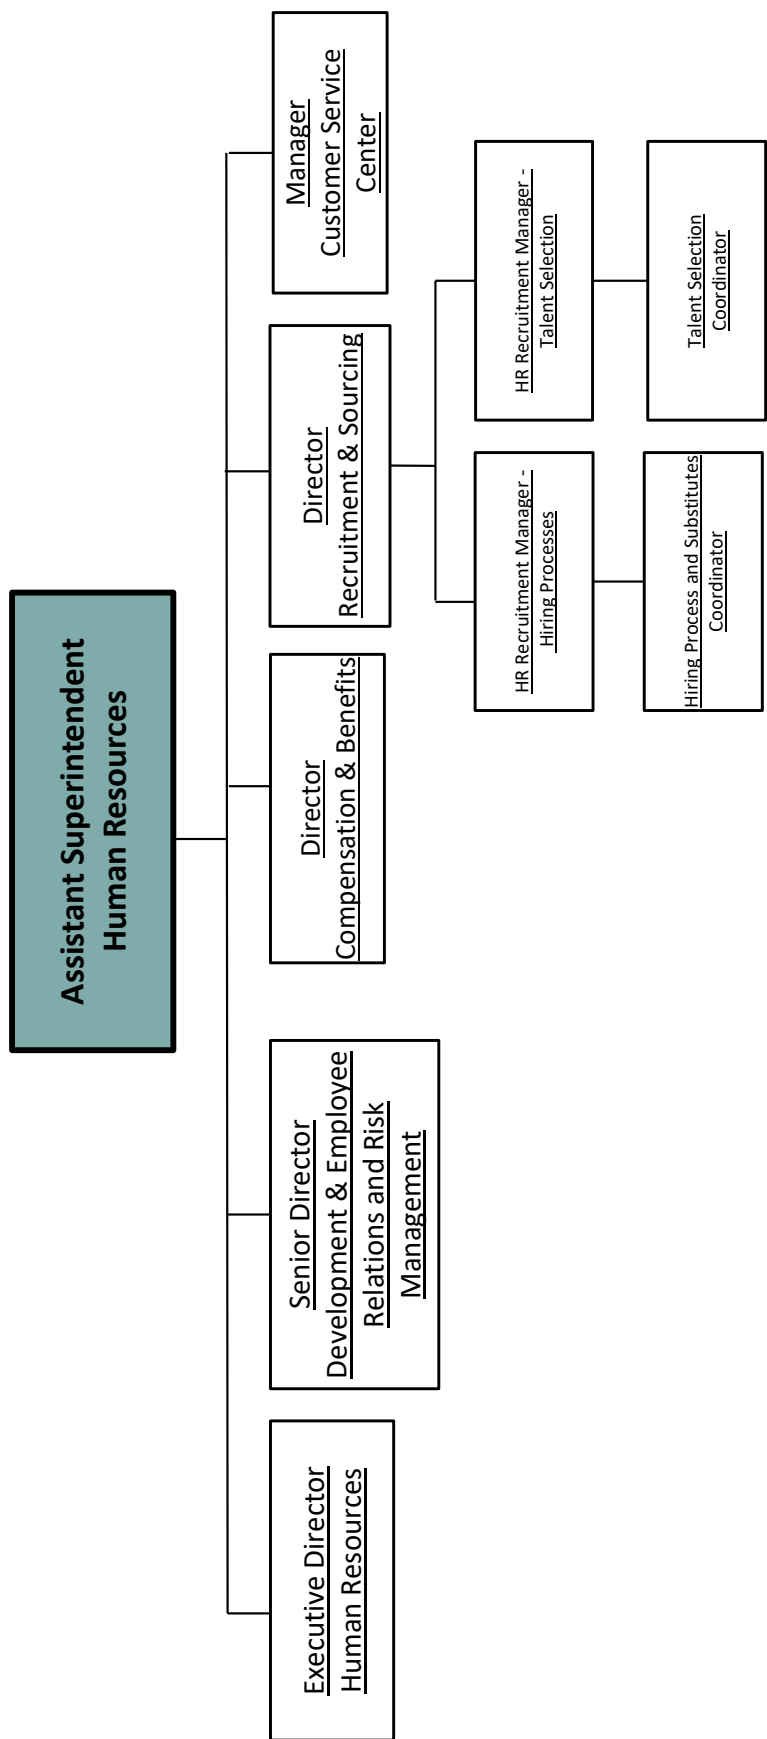 Assistant Superintendent
Human Resources
Executive Director
Human Resources
Senior Director
Development & Employee
Relations and Risk
Management
Director
Compensation & Benefits
Director
Recruitment & Sourcing
Manager
Customer Service
Center
HR Recruitment Manager -
Hiring Processes
HR Recruitment Manager -
Talent Selection
Hiring Process and Substitutes
Coordinator
Talent Selection
Coordinator